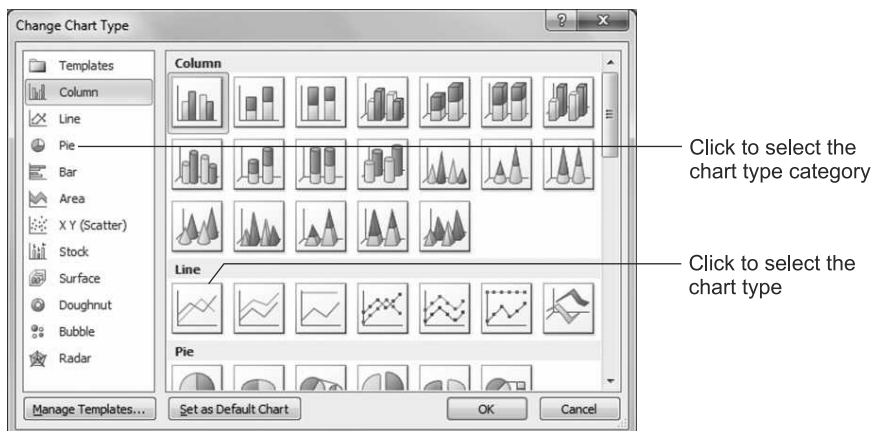 Change Chart Type
Templates
Column
Line
Pie
Bar
Area
X Y (Scatter)
Stock
Surface
Doughnut
Bubble
Radar
Column
Line
Pie
Click to select the
chart type category
Click to select the
chart type
Manage Templates...
Set as Default Chart
OK
Cancel